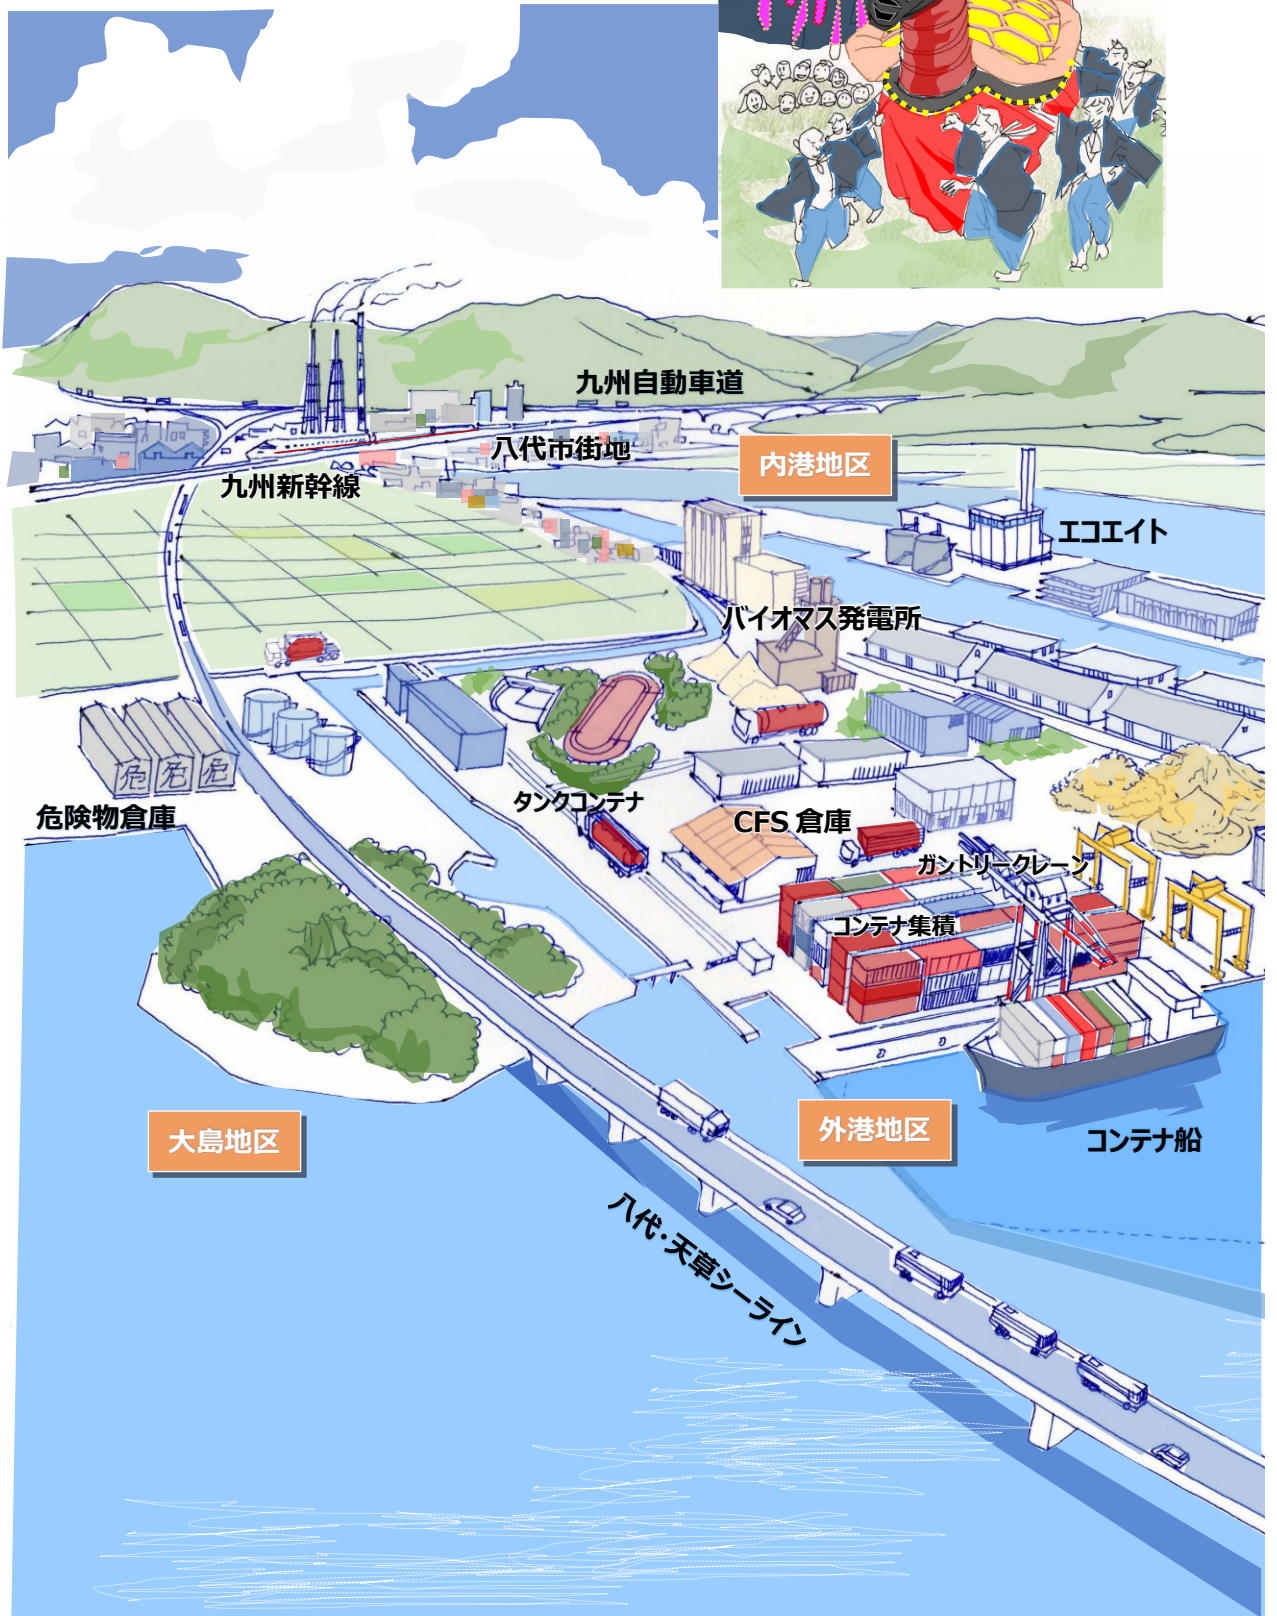 九州自動車道
八代市街地
内港地区
九州新幹線
エコエイト
バイオマス発電所
危 危 危
危険物倉庫
タンクコンテナ
CFS 倉庫
ガントリークレーン
コンテナ集積
大島地区
外港地区
コンテナ船
八代・天草シーライン